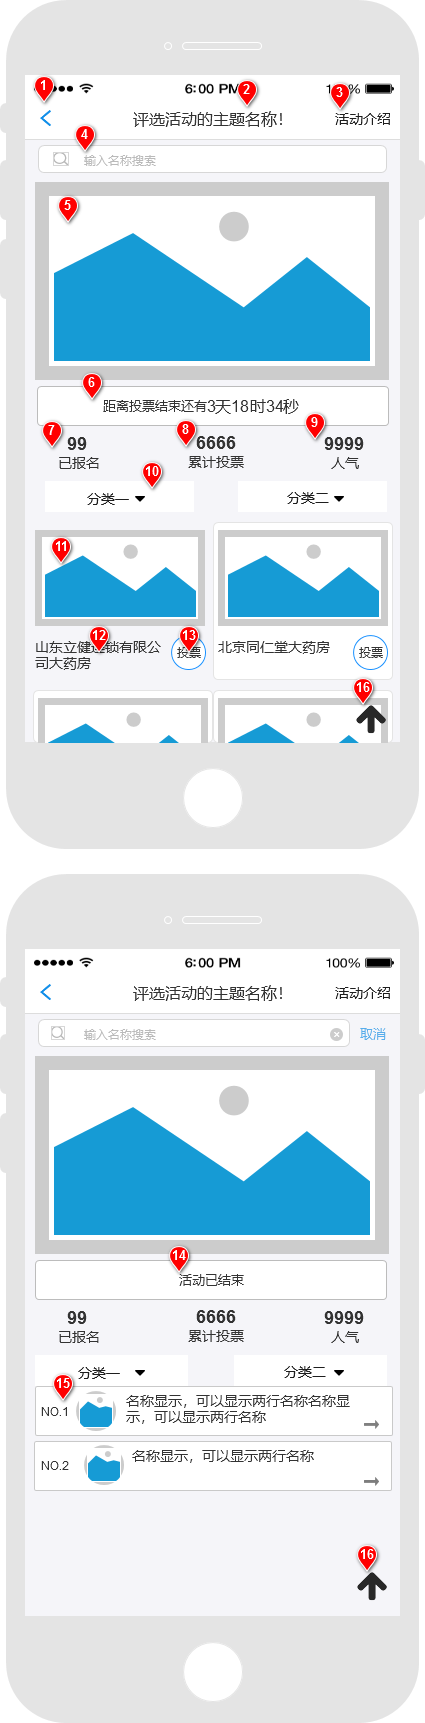 1
6:00 PM
2
3
评选活动的主题名称！
活动介绍
4
输入名称搜索
5
6
距离投票结束还有3天18时34秒
7
8
9
99
6666
9999
已报名
累计投票
人气
10
分类一
分类二
11
12
13
山东立健连锁有限公
司大药房
投票
北京同仁堂大药房
投票
16
6:00 PM
100%
评选活动的主题名称！
活动介绍
输入名称搜索
取消
14
活动已结束
99
6666
9999
已报名
累计投票
人气
分类一
分类二
15
NO.1
名称显示，可以显示两行名称名称显
示，可以显示两行名称
NO.2
名称显示，可以显示两行名称
16